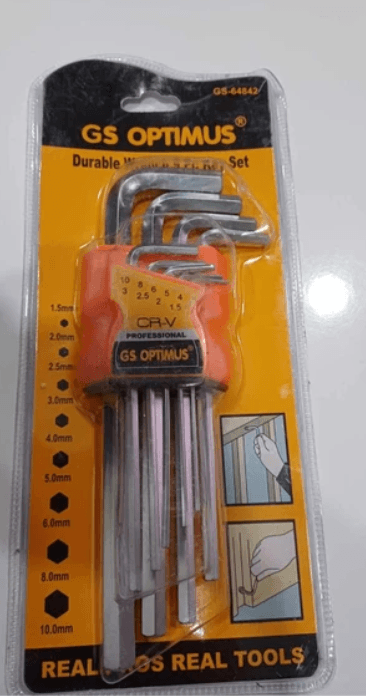 GS-64842
GS OPTIMUS®
Durable Set
10 8 6 5 4
3 2.5 2 1.5
CR-V
PROFESSIONAL
GS OPTIMUS
1.5mm
2.0mm
2.5mm
3.0mm
4.0mm
5.0mm
6.0mm
8.0mm
10.0mm
REAL OS REAL TOOLS